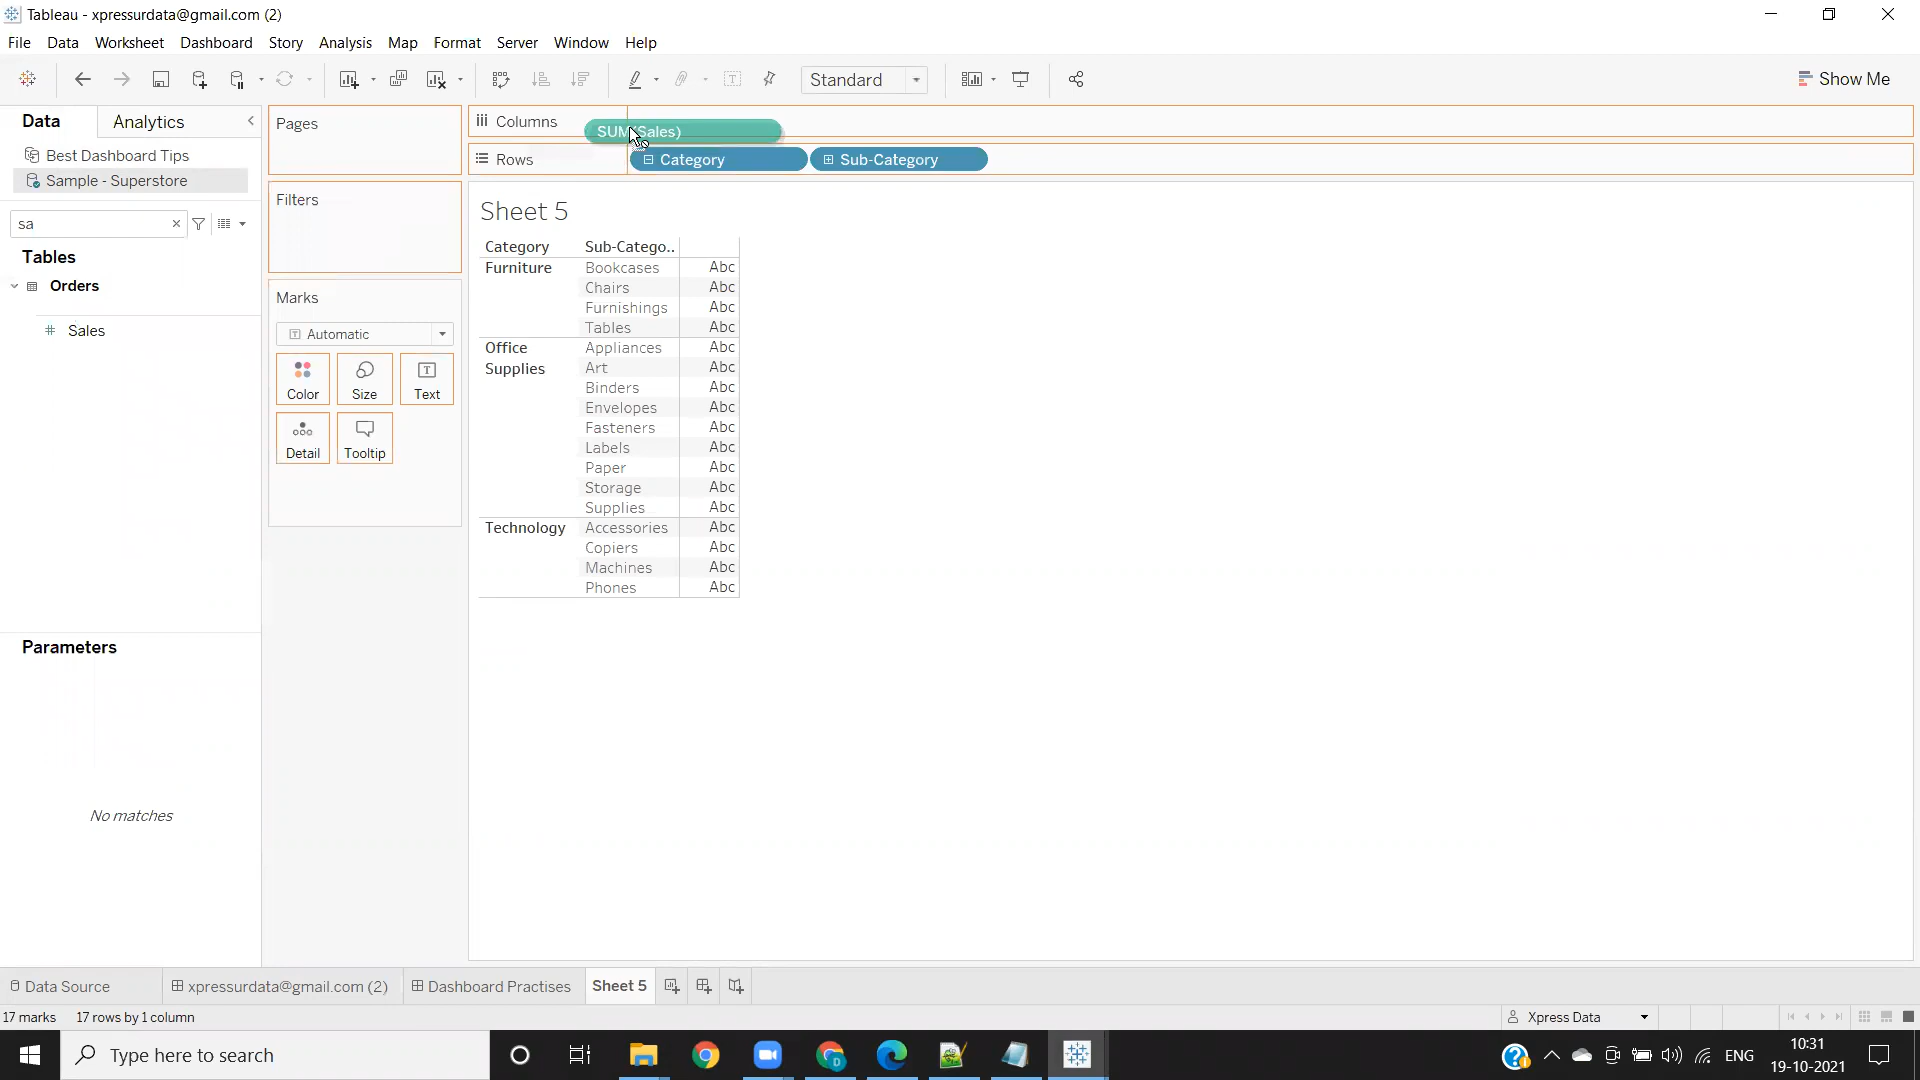 Tableau - xpressurdata@gmail.com (2)
File Data Worksheet Dashboard Story Analysis Map Format Server Window Help
Standard
Show Me
Data Analytics
Best Dashboard Tips
Sample - Superstore
sa
Tables
Orders
Sales
Parameters
No matches
Pages
Filters
Marks
Automatic
Color Size Text
Detail Tooltip
Columns SUM(Sales)
Rows Category Sub-Category
Sheet 5
Category Sub-Catego..
Furniture Bookcases Abc
Chairs Abc
Furnishings Abc
Tables Abc
Office Appliances Abc
Supplies Art Abc
Binders Abc
Envelopes Abc
Fasteners Abc
Labels Abc
Paper Abc
Storage Abc
Supplies Abc
Technology Accessories Abc
Copiers Abc
Machines Abc
Phones Abc
Data Source xpressurdata@gmail.com (2) Dashboard Practises Sheet 5
17 marks 17 rows by 1 column Xpress Data
Type here to search
ENG
10:31
19-10-2021